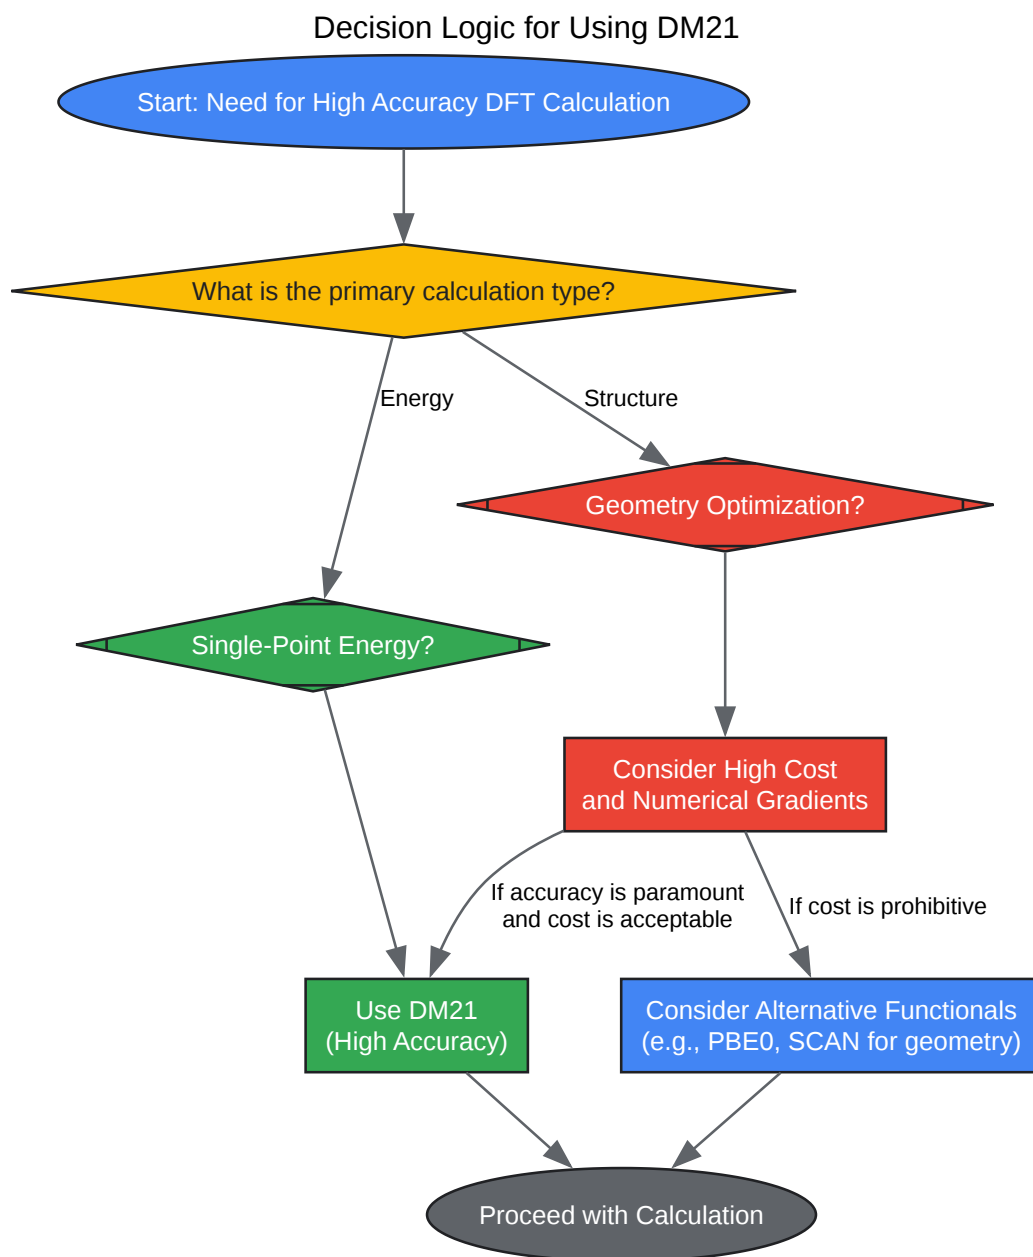 Decision Logic for Using DM21
Start: Need for High Accuracy DFT Calculation
What is the primary calculation type?
Energy
Structure
Geometry Optimization?
Single-Point Energy?
Consider High Cost
and Numerical Gradients
If accuracy is paramount
and cost is acceptable
If cost is prohibitive
Use DM21
(High Accuracy)
Consider Alternative Functionals
(e.g., PBE0, SCAN for geometry)
Proceed with Calculation